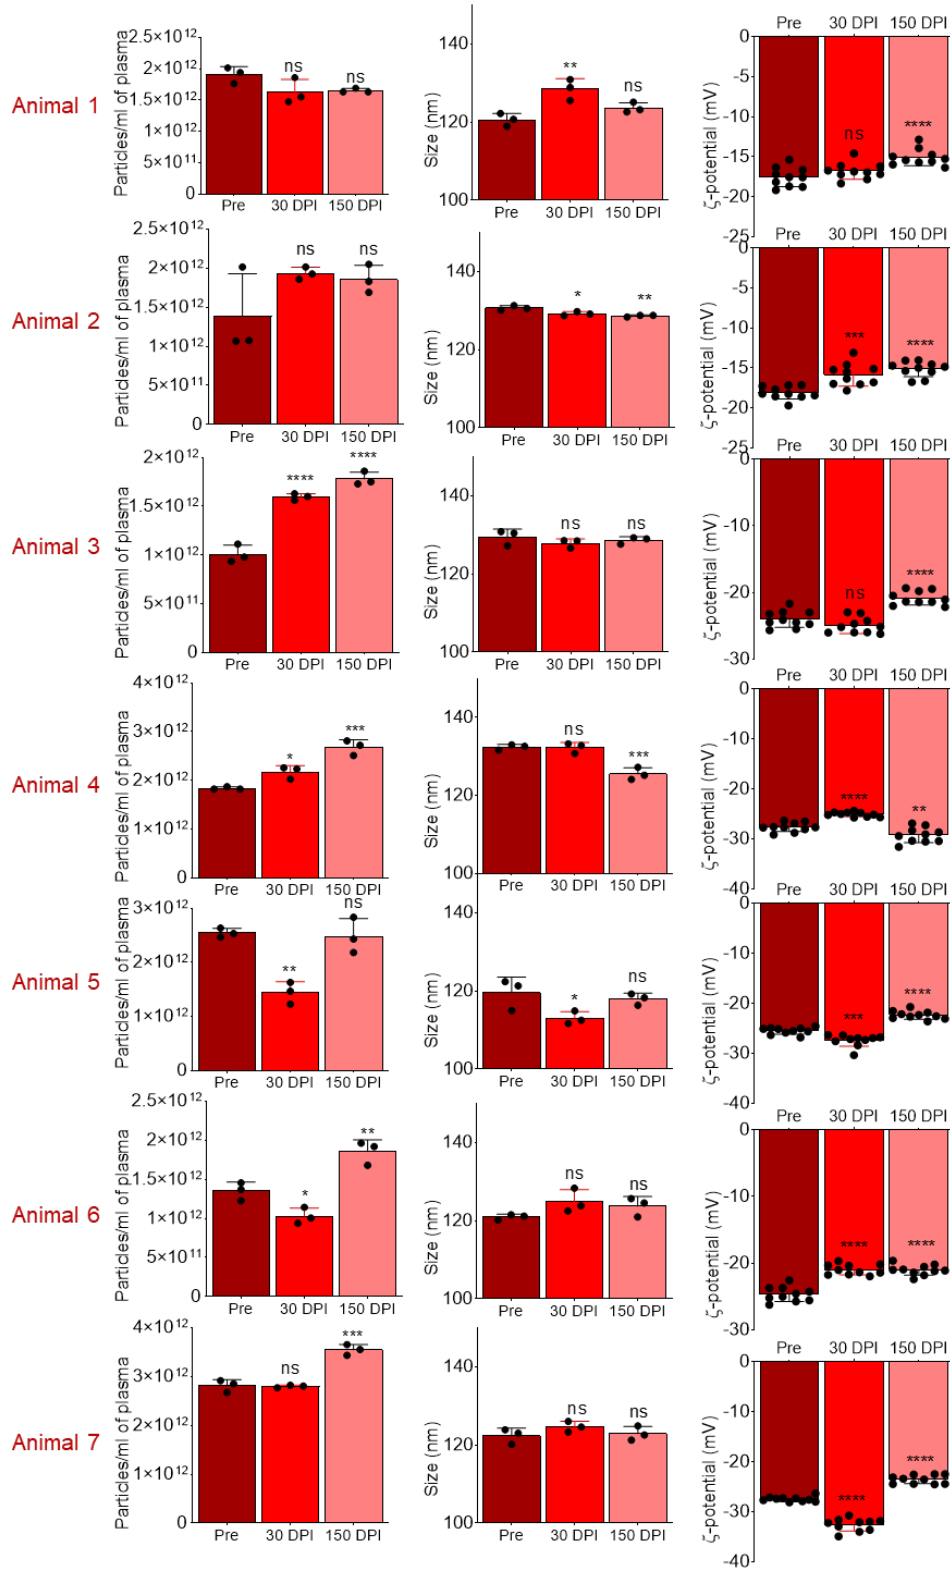 Animal 1
Particles/ml of plasma
2.5×10¹²
2×10¹²
1.5×10¹²
1×10¹²
5×10¹¹
0
ns
ns
Pre
30 DPI
150 DPI
Size (nm)
140
120
100
**
ns
Pre
30 DPI
150 DPI
ζ-potential (mV)
Pre
30 DPI
150 DPI
0
-5
-10
-15
-20
-25
ns
****
Animal 2
Particles/ml of plasma
2.5×10¹²
2×10¹²
1.5×10¹²
1×10¹²
5×10¹¹
0
ns
ns
Pre
30 DPI
150 DPI
Size (nm)
140
120
100
*
**
Pre
30 DPI
150 DPI
ζ-potential (mV)
0
-5
-10
-15
-20
-25
***
****
Animal 3
Particles/ml of plasma
2×10¹²
1.5×10¹²
1×10¹²
5×10¹¹
0
****
****
Pre
30 DPI
150 DPI
Size (nm)
140
120
100
ns
ns
Pre
30 DPI
150 DPI
ζ-potential (mV)
Pre
30 DPI
150 DPI
0
-10
-20
-30
ns
****
Animal 4
Particles/ml of plasma
4×10¹²
3×10¹²
2×10¹²
1×10¹²
0
*
***
Pre
30 DPI
150 DPI
Size (nm)
140
120
100
ns
***
Pre
30 DPI
150 DPI
ζ-potential (mV)
Pre
30 DPI
150 DPI
0
-10
-20
-30
-40
****
**
Animal 5
Particles/ml of plasma
3×10¹²
2×10¹²
1×10¹²
0
**
ns
Pre
30 DPI
150 DPI
Size (nm)
140
120
100
*
ns
Pre
30 DPI
150 DPI
ζ-potential (mV)
Pre
30 DPI
150 DPI
0
-10
-20
-30
-40
***
****
Animal 6
Particles/ml of plasma
2.5×10¹²
2×10¹²
1.5×10¹²
1×10¹²
5×10¹¹
0
*
**
Pre
30 DPI
150 DPI
Size (nm)
140
120
100
ns
ns
Pre
30 DPI
150 DPI
ζ-potential (mV)
Pre
30 DPI
150 DPI
0
-10
-20
-30
****
****
Animal 7
Particles/ml of plasma
4×10¹²
3×10¹²
2×10¹²
1×10¹²
0
ns
***
Pre
30 DPI
150 DPI
Size (nm)
140
120
100
ns
ns
Pre
30 DPI
150 DPI
ζ-potential (mV)
Pre
30 DPI
150 DPI
0
-10
-20
-30
-40
****
****